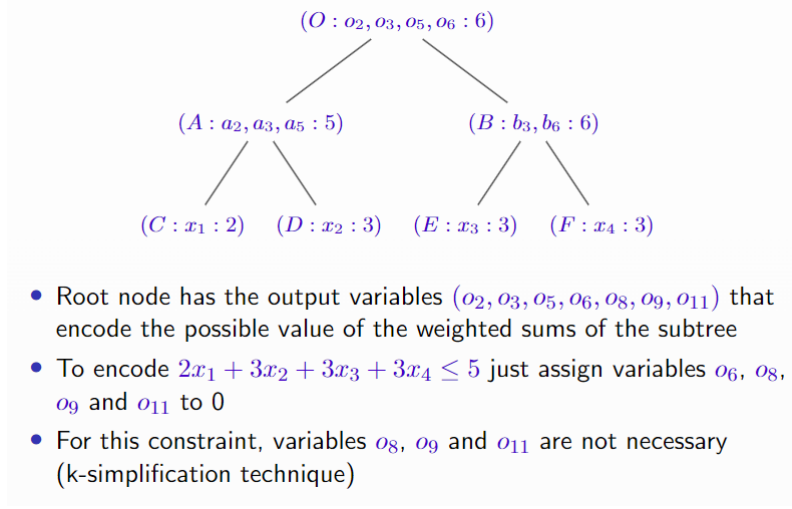 (O : o₂, o₃, o₅, o₆ : 6)
(A : a₂, a₃, a₅ : 5) (B : b₃, b₆ : 6)
(C : x₁ : 2) (D : x₂ : 3) (E : x₃ : 3) (F : x₄ : 3)
• Root node has the output variables (o₂, o₃, o₅, o₆, o₈, o₉, o₁₁) that
encode the possible value of the weighted sums of the subtree
• To encode 2x₁ + 3x₂ + 3x₃ + 3x₄ ≤ 5 just assign variables o₆, o₈,
o₉ and o₁₁ to 0
• For this constraint, variables o₈, o₉ and o₁₁ are not necessary
(k-simplification technique)